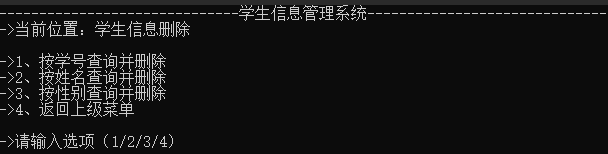 ------------------------------学生信息管理系统------------------------------
->当前位置：学生信息删除
->1、按学号查询并删除
->2、按姓名查询并删除
->3、按性别查询并删除
->4、返回上级菜单
->请输入选项（1/2/3/4）